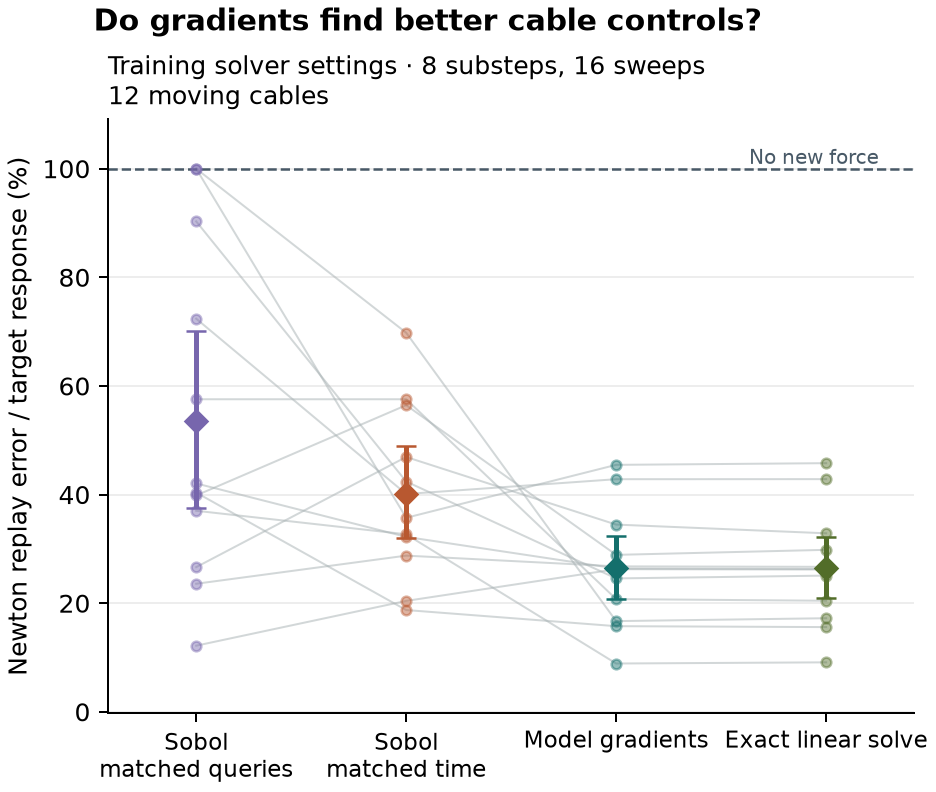 Do gradients find better cable controls?
Training solver settings · 8 substeps, 16 sweeps
12 moving cables
No new force
Newton replay error / target response (%)
100
80
60
40
20
0
Sobol
matched queries
Sobol
matched time
Model gradients
Exact linear solve